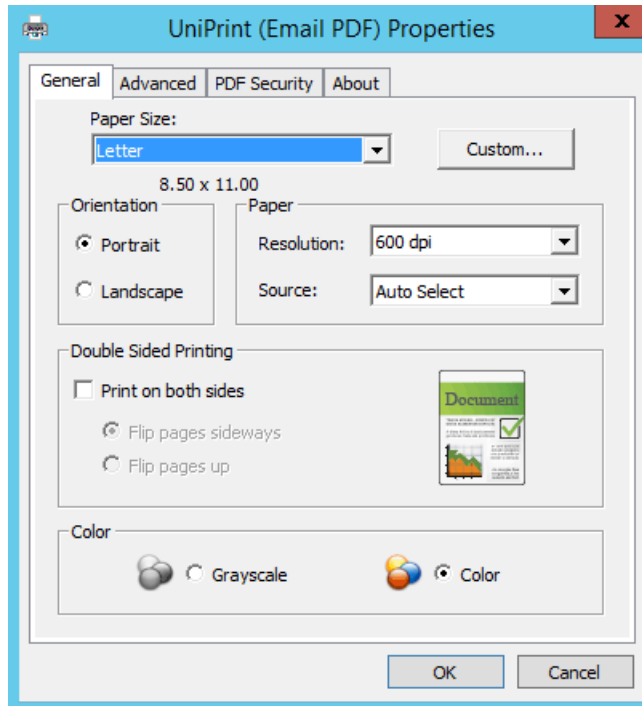 UniPrint (Email PDF) Properties
x
General Advanced PDF Security About
Paper Size:
Letter
Custom...
8.50 x 11.00
Orientation
Portrait
Landscape
Paper
Resolution: 600 dpi
Source: Auto Select
Double Sided Printing
Print on both sides
Flip pages sideways
Flip pages up
Document
Color
Grayscale
Color
OK
Cancel